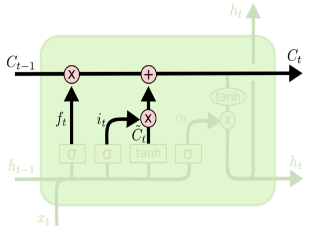 h_t
C_{t-1} × + C_t
tanh
f_t i_t × C̃_t o_t ×
σ σ tanh σ
h_{t-1} h_t
x_t